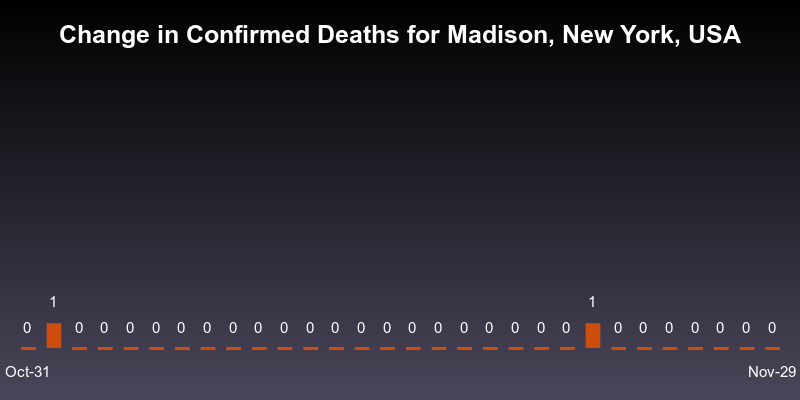 Change in Confirmed Deaths for Madison, New York, USA
1 1
0 0 0 0 0 0 0 0 0 0 0 0 0 0 0 0 0 0 0 0 0 0 0 0 0 0 0 0
Oct-31 Nov-29